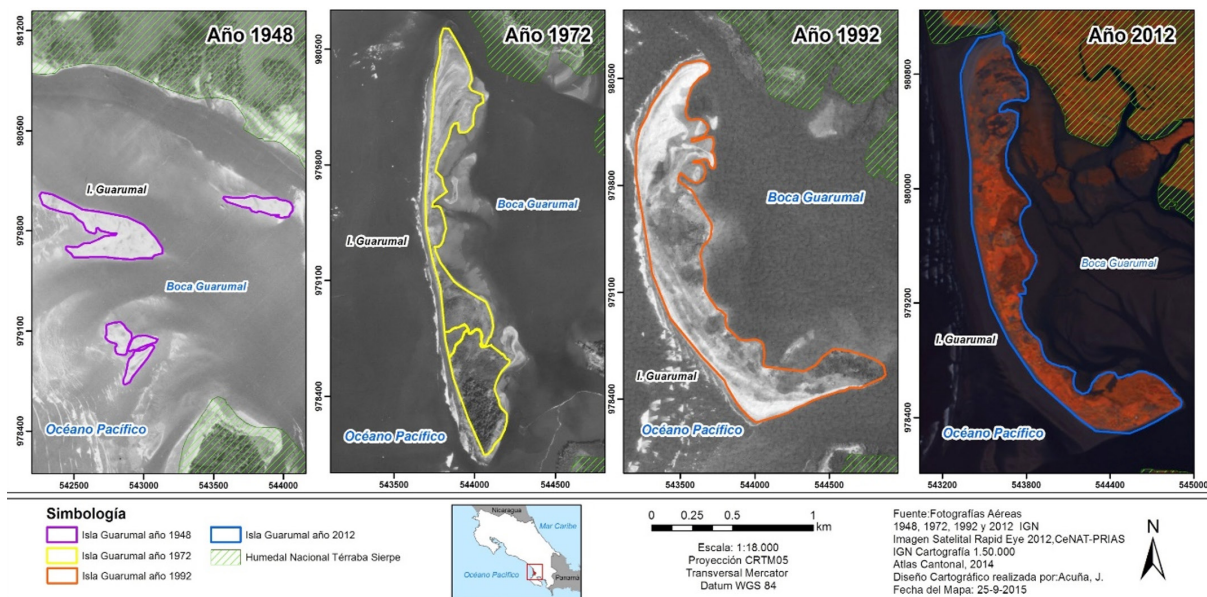 Año 1948
981200
980500
979800
979100
978400
I. Guarumal
Boca Guarumal
Océano Pacífico
542500
543000
543500
544000
Año 1972
980500
979800
979100
978400
Boca Guarumal
I. Guarumal
Océano Pacífico
543500
544000
544500
Año 1992
980500
979800
979100
978400
Boca Guarumal
I. Guarumal
Océano Pacífico
543500
544000
544500
Año 2012
980800
980000
979200
978400
Boca Guarumal
I. Guarumal
Océano Pacífico
543200
543800
544400
545000
Simbología
Isla Guarumal año 1948
Isla Guarumal año 1972
Isla Guarumal año 1992
Isla Guarumal año 2012
Humedal Nacional Térraba Sierpe
Nicaragua
Mar Caribe
Océano Pacífico
Panama
0 0.25 0.5 1
km
Escala: 1:18.000
Proyección CRTM05
Transversal Mercator
Datum WGS 84
Fuente:Fotografías Aéreas
1948, 1972, 1992 y 2012 IGN
Imagen Satelital Rapid Eye 2012,CeNAT-PRIAS
IGN Cartografía 1.50.000
Atlas Cantonal, 2014
Diseño Cartográfico realizada por:Acuña, J.
Fecha del Mapa: 25-9-2015
N